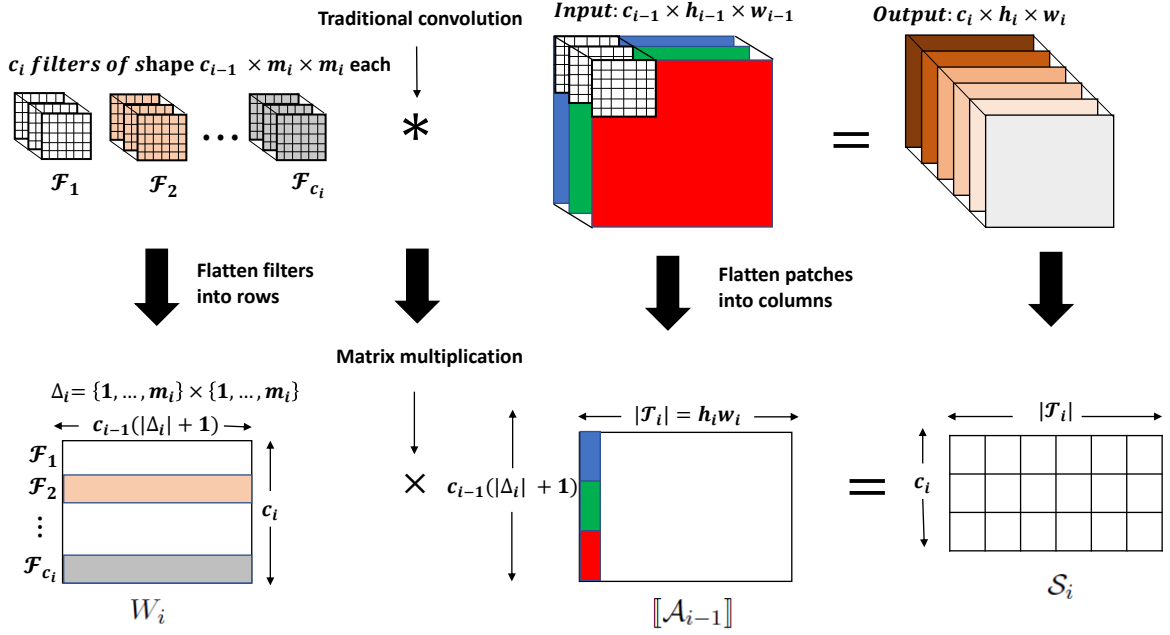 Traditional convolution
Input: c_{i−1} × h_{i−1} × w_{i−1}
Output: c_i × h_i × w_i
c_i filters of shape c_{i−1} × m_i × m_i each
... * =
ℱ_1 ℱ_2 ℱ_{c_i}
Flatten filters
into rows
Flatten patches
into columns
Matrix multiplication
Δ_i = {1, …, m_i} × {1, …, m_i}
c_{i−1}(|Δ_i| + 1)
|𝒯_i| = h_i w_i
|𝒯_i|
ℱ_1
ℱ_2
⋮
ℱ_{c_i}
c_i
×
c_{i−1}(|Δ_i| + 1)
=
c_i
W_i
⟦𝒜_{i−1}⟧
𝒮_i